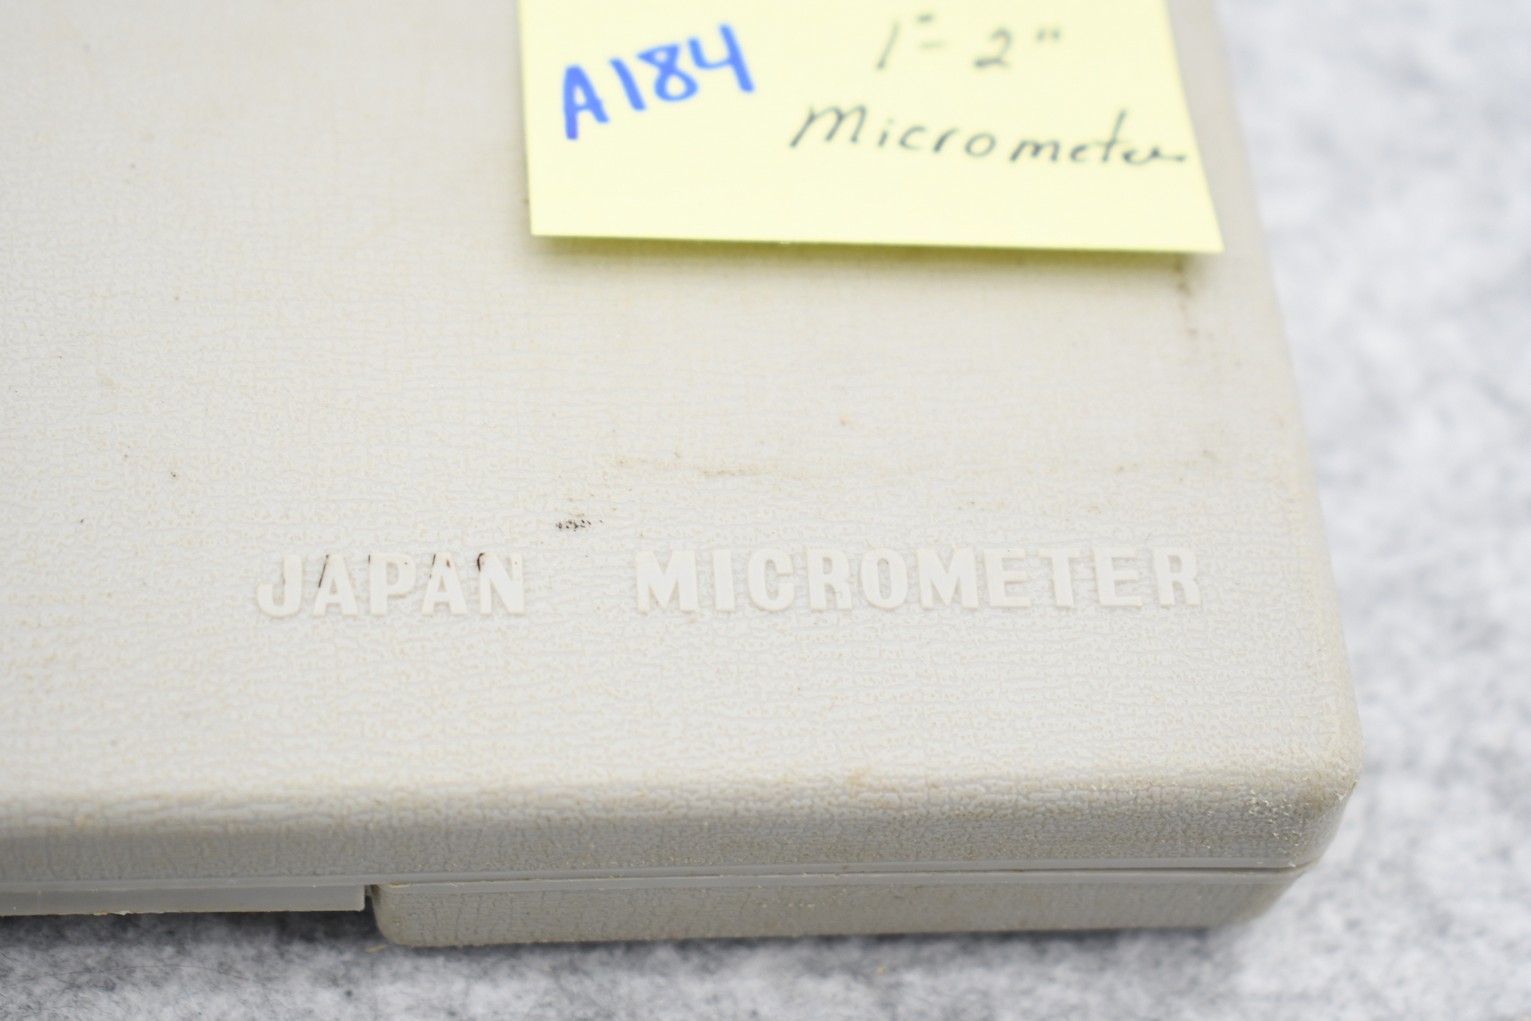 A184
1"- 2"
Micrometer
JAPAN MICROMETER